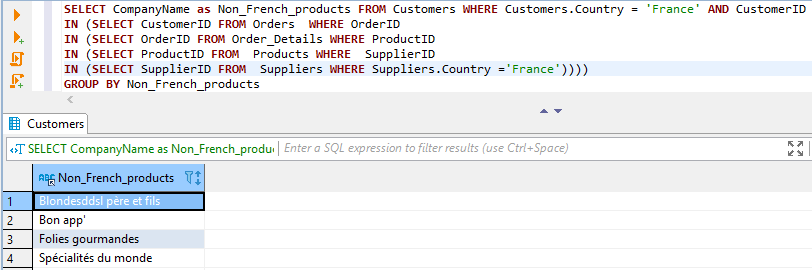 SELECT CompanyName as Non_French_products FROM Customers WHERE Customers.Country = 'France' AND CustomerID
IN (SELECT CustomerID FROM Orders  WHERE OrderID
IN (SELECT OrderID FROM Order_Details WHERE ProductID
IN (SELECT ProductID FROM  Products WHERE  SupplierID
IN (SELECT SupplierID FROM  Suppliers WHERE Suppliers.Country ='France'))))
GROUP BY Non_French_products
Customers
SELECT CompanyName as Non_French_produc Enter a SQL expression to filter results (use Ctrl+Space)
ABC Non_French_products
1 Blondesddsl père et fils
2 Bon app'
3 Folies gourmandes
4 Spécialités du monde